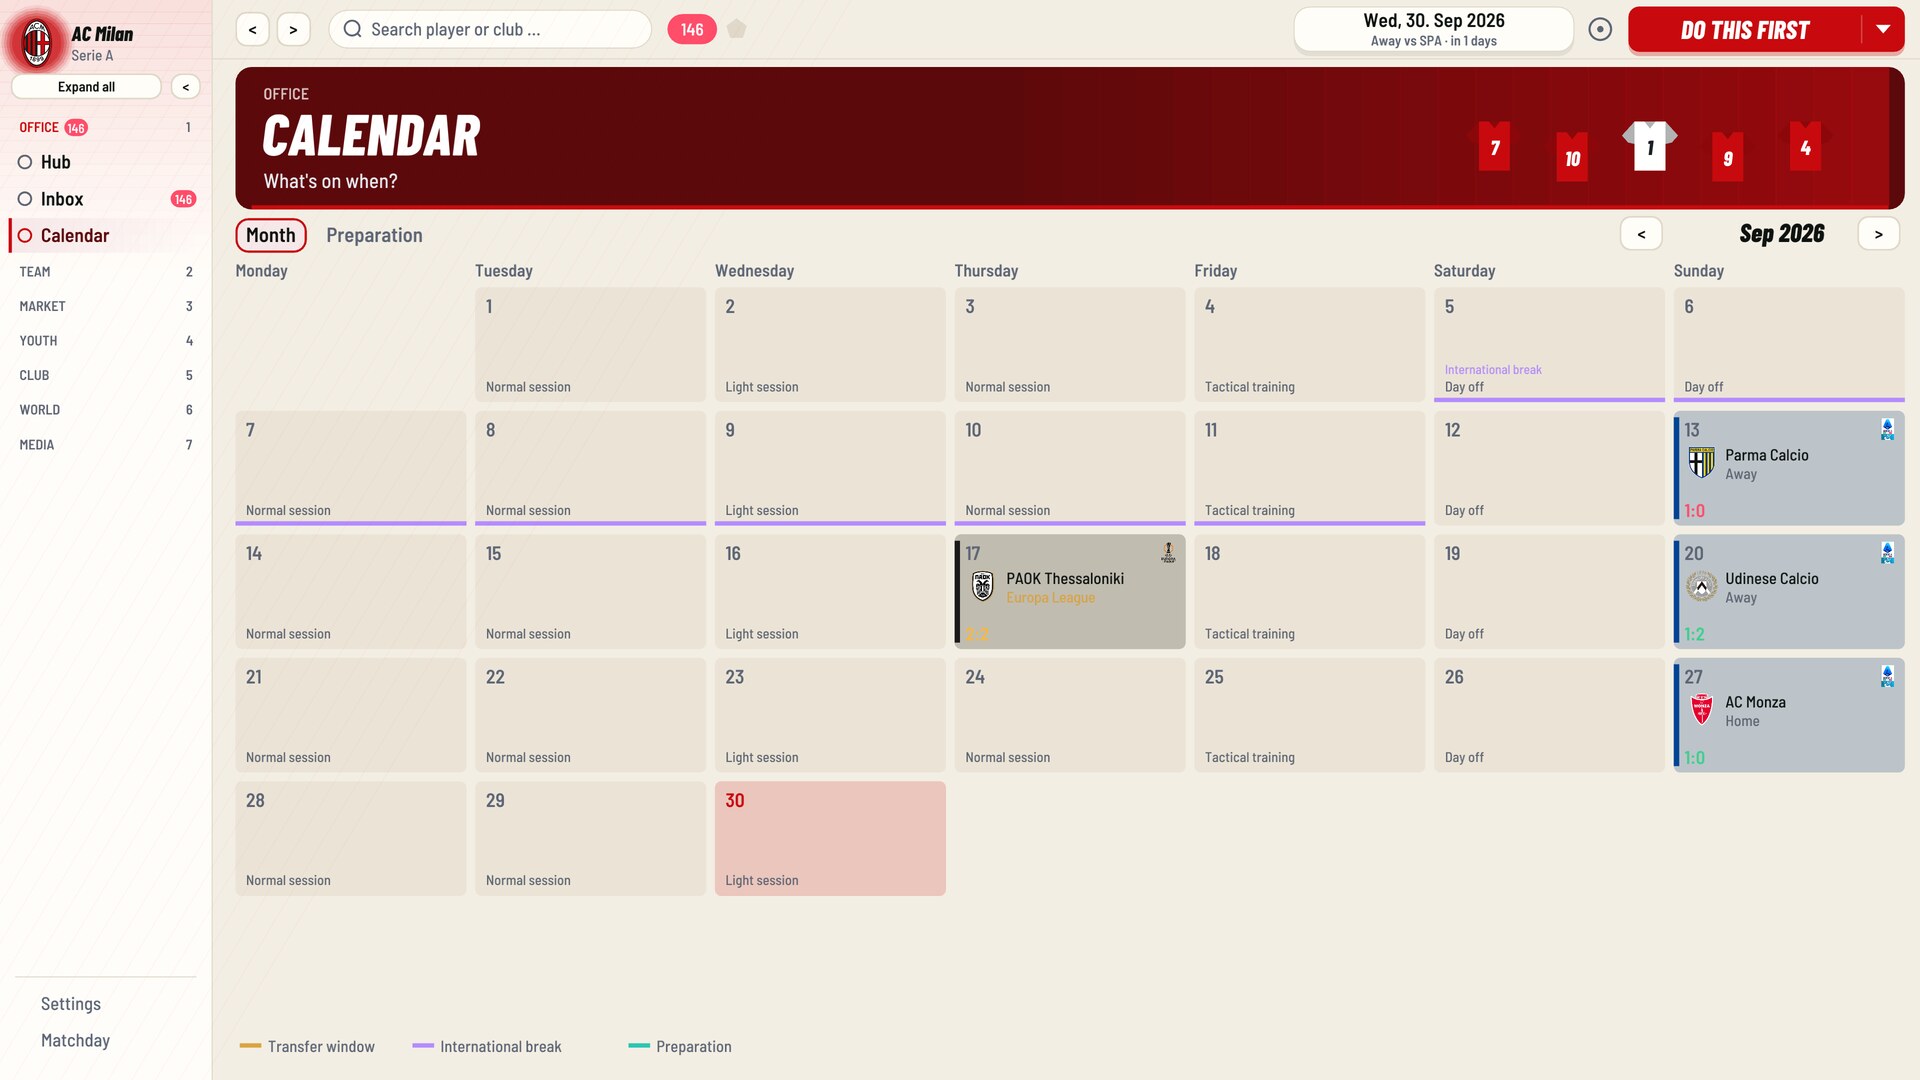 AC Milan
Serie A
Expand all
<
OFFICE 146 1
Hub
Inbox 146
Calendar
TEAM 2
MARKET 3
YOUTH 4
CLUB 5
WORLD 6
MEDIA 7
Settings
Matchday
< >
Search player or club ...
146
Wed, 30. Sep 2026
Away vs SPA · in 1 days
DO THIS FIRST
OFFICE
CALENDAR
What's on when?
7 10 1 9 4
Month Preparation
< Sep 2026 >
Monday Tuesday Wednesday Thursday Friday Saturday Sunday
1
Normal session
2
Light session
3
Normal session
4
Tactical training
5
International break
Day off
6
Day off
7
Normal session
8
Normal session
9
Light session
10
Normal session
11
Tactical training
12
Day off
13
Parma Calcio
Away
1:0
14
Normal session
15
Normal session
16
Light session
17
PAOK Thessaloniki
Europa League
18
Tactical training
19
Day off
20
Udinese Calcio
Away
1:2
21
Normal session
22
Normal session
23
Light session
24
Normal session
25
Tactical training
26
Day off
27
AC Monza
Home
1:0
28
Normal session
29
Normal session
30
Light session
Transfer window
International break
Preparation